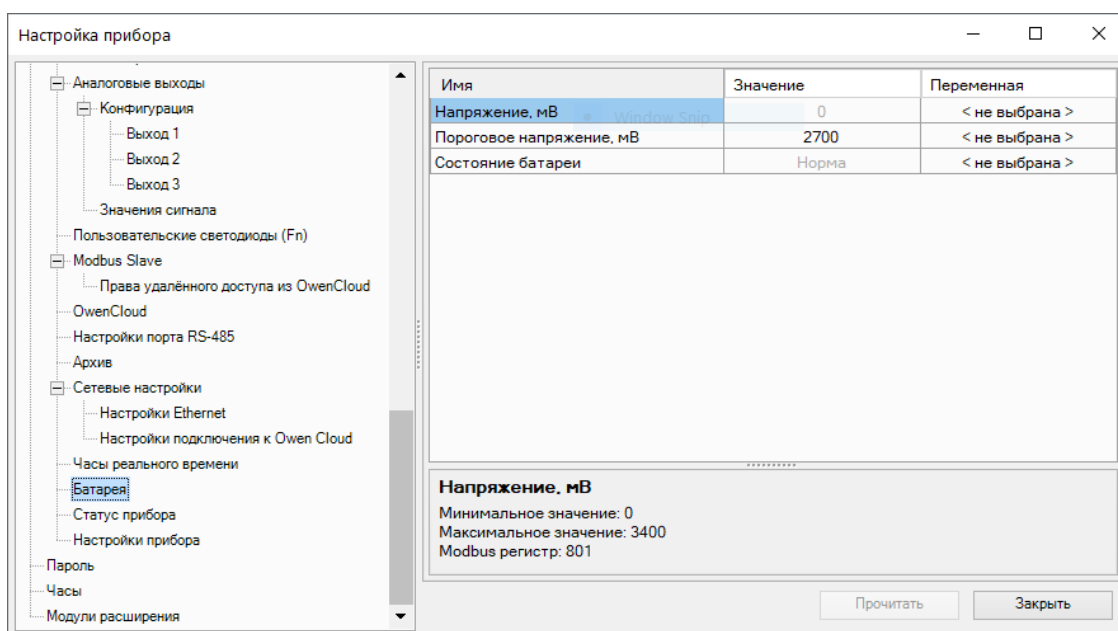 Настройка прибора
Аналоговые выходы
Конфигурация
Выход 1
Выход 2
Выход 3
Значения сигнала
Пользовательские светодиоды (Fn)
Modbus Slave
Права удалённого доступа из OwenCloud
OwenCloud
Настройки порта RS-485
Архив
Сетевые настройки
Настройки Ethernet
Настройки подключения к Owen Cloud
Часы реального времени
Батарея
Статус прибора
Настройки прибора
Пароль
Часы
Модули расширения
Имя Значение Переменная
Напряжение, мВ 0 < не выбрана >
Window Snip
Пороговое напряжение, мВ 2700 < не выбрана >
Состояние батареи Норма < не выбрана >
Напряжение, мВ
Минимальное значение: 0
Максимальное значение: 3400
Modbus регистр: 801
Прочитать Закрыть